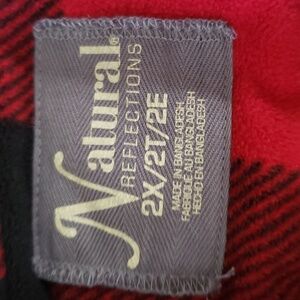 Natural
REFLECTIONS
2X/2T/2E
MADE IN BANGLADESH
FABRIQUÉ AU BANGLADESH
HECHO EN BANGLADESH